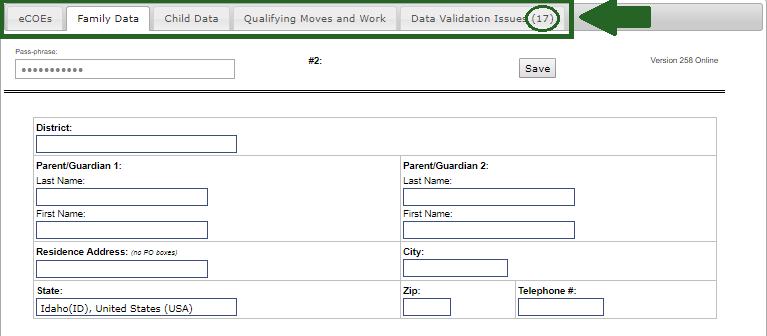 eCOEs Family Data Child Data Qualifying Moves and Work Data Validation Issues (17)
Pass-phrase:
#2: Save Version 258 Online
•••••••••••
District:
Parent/Guardian 1: Parent/Guardian 2:
Last Name: Last Name:
First Name: First Name:
Residence Address: (no PO boxes) City:
State: Zip: Telephone #:
Idaho(ID), United States (USA)